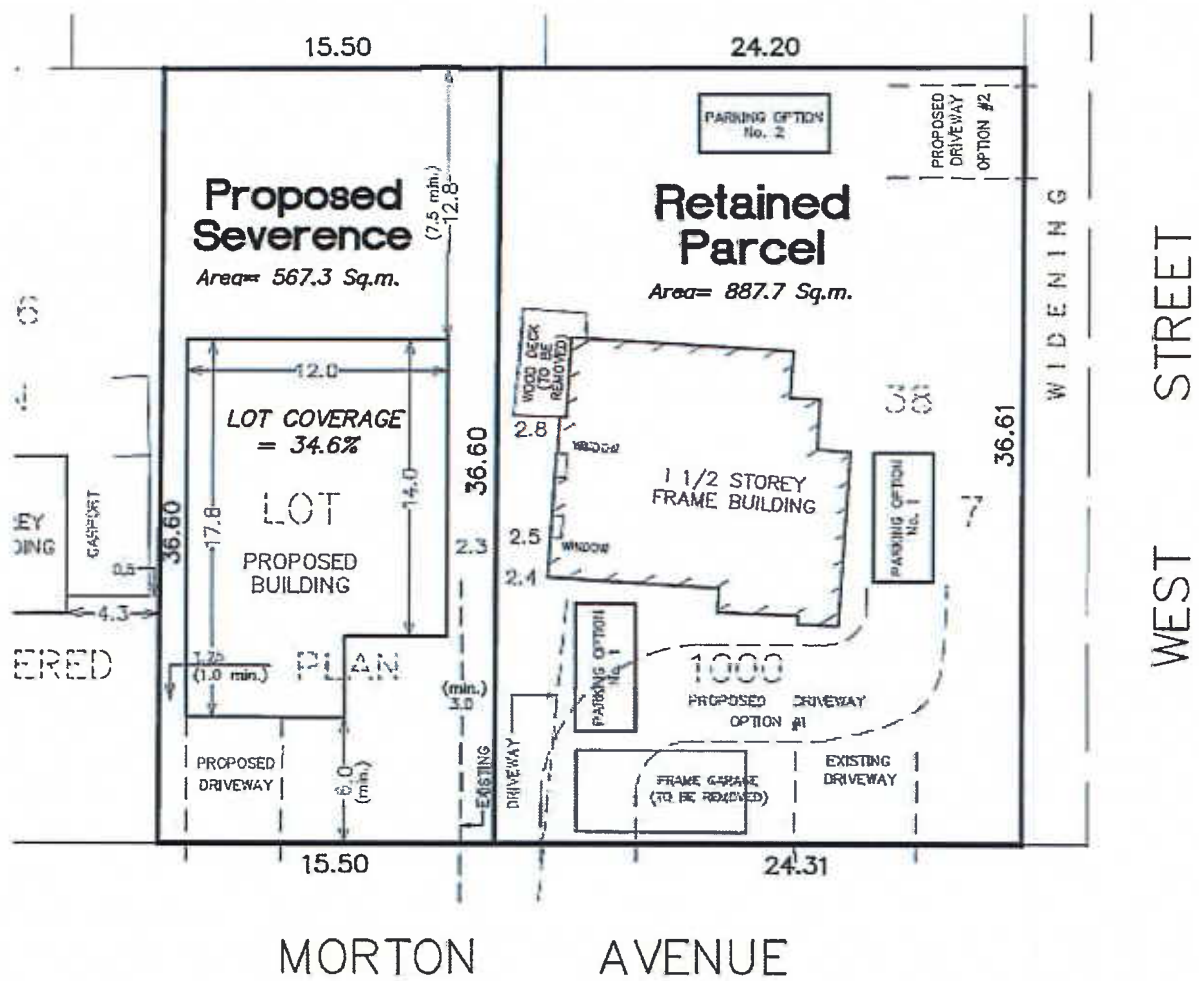 15.50
24.20
PARKING OPTION
No. 2
PROPOSED
DRIVEWAY
OPTION #2
Proposed
Severence
Area= 567.3 Sq.m.
(7.5 min.)
12.8
Retained
Parcel
Area= 887.7 Sq.m.
WIDENING
WEST STREET
WOOD DECK
(TO BE
REMOVED)
12.0
LOT COVERAGE
= 34.6%
LOT
PROPOSED
BUILDING
17.8
14.0
36.60
36.60
2.8
WINDOW
1 1/2 STOREY
FRAME BUILDING
2.5
WINDOW
2.3
2.4
38
36.61
7
PARKING OPTION
No. 1
CARPORT
0.5
4.3
ERED
PLAN
1000
(1.0 min.)
(min.)
3.0
PARKING OPTION
No. 1
PROPOSED DRIVEWAY
OPTION #1
PROPOSED
DRIVEWAY
6.0
(min.)
EXISTING
DRIVEWAY
FRAME GARAGE
(TO BE REMOVED)
EXISTING
DRIVEWAY
15.50
24.31
MORTON AVENUE